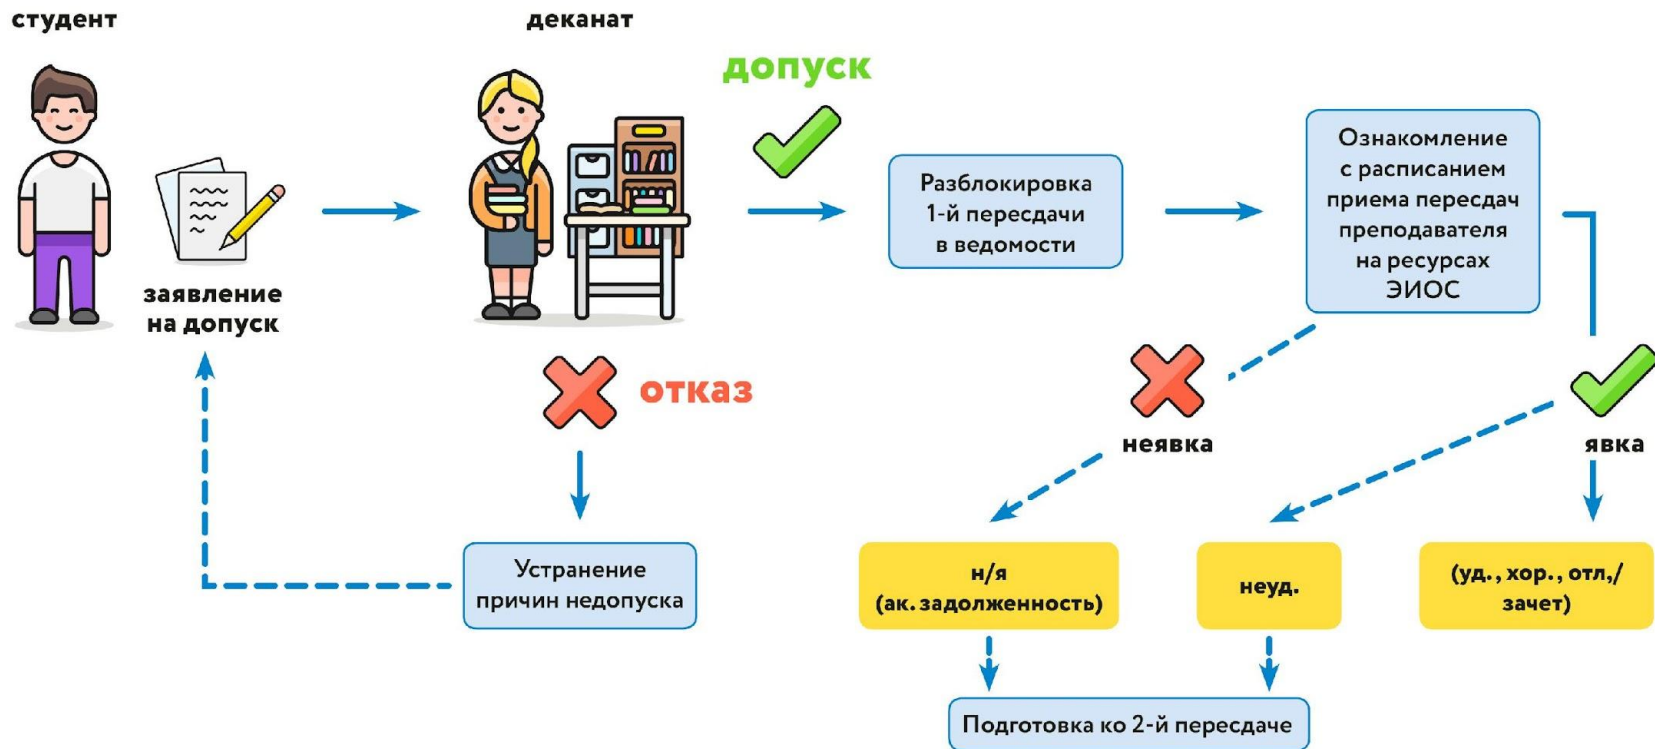 студент
деканат
допуск
заявление
на допуск
отказ
Устранение
причин недопуска
Разблокировка
1-й пересдачи
в ведомости
Ознакомление
с расписанием
приема пересдач
преподавателя
на ресурсах
ЭИОС
неявка
явка
н/я
(ак. задолженность)
неуд.
(уд., хор., отл,/
зачет)
Подготовка ко 2-й пересдаче